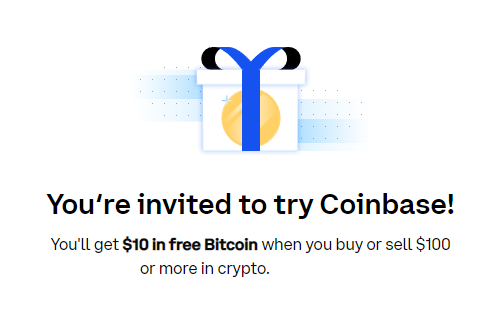 You’re invited to try Coinbase!
You'll get $10 in free Bitcoin when you buy or sell $100
or more in crypto.